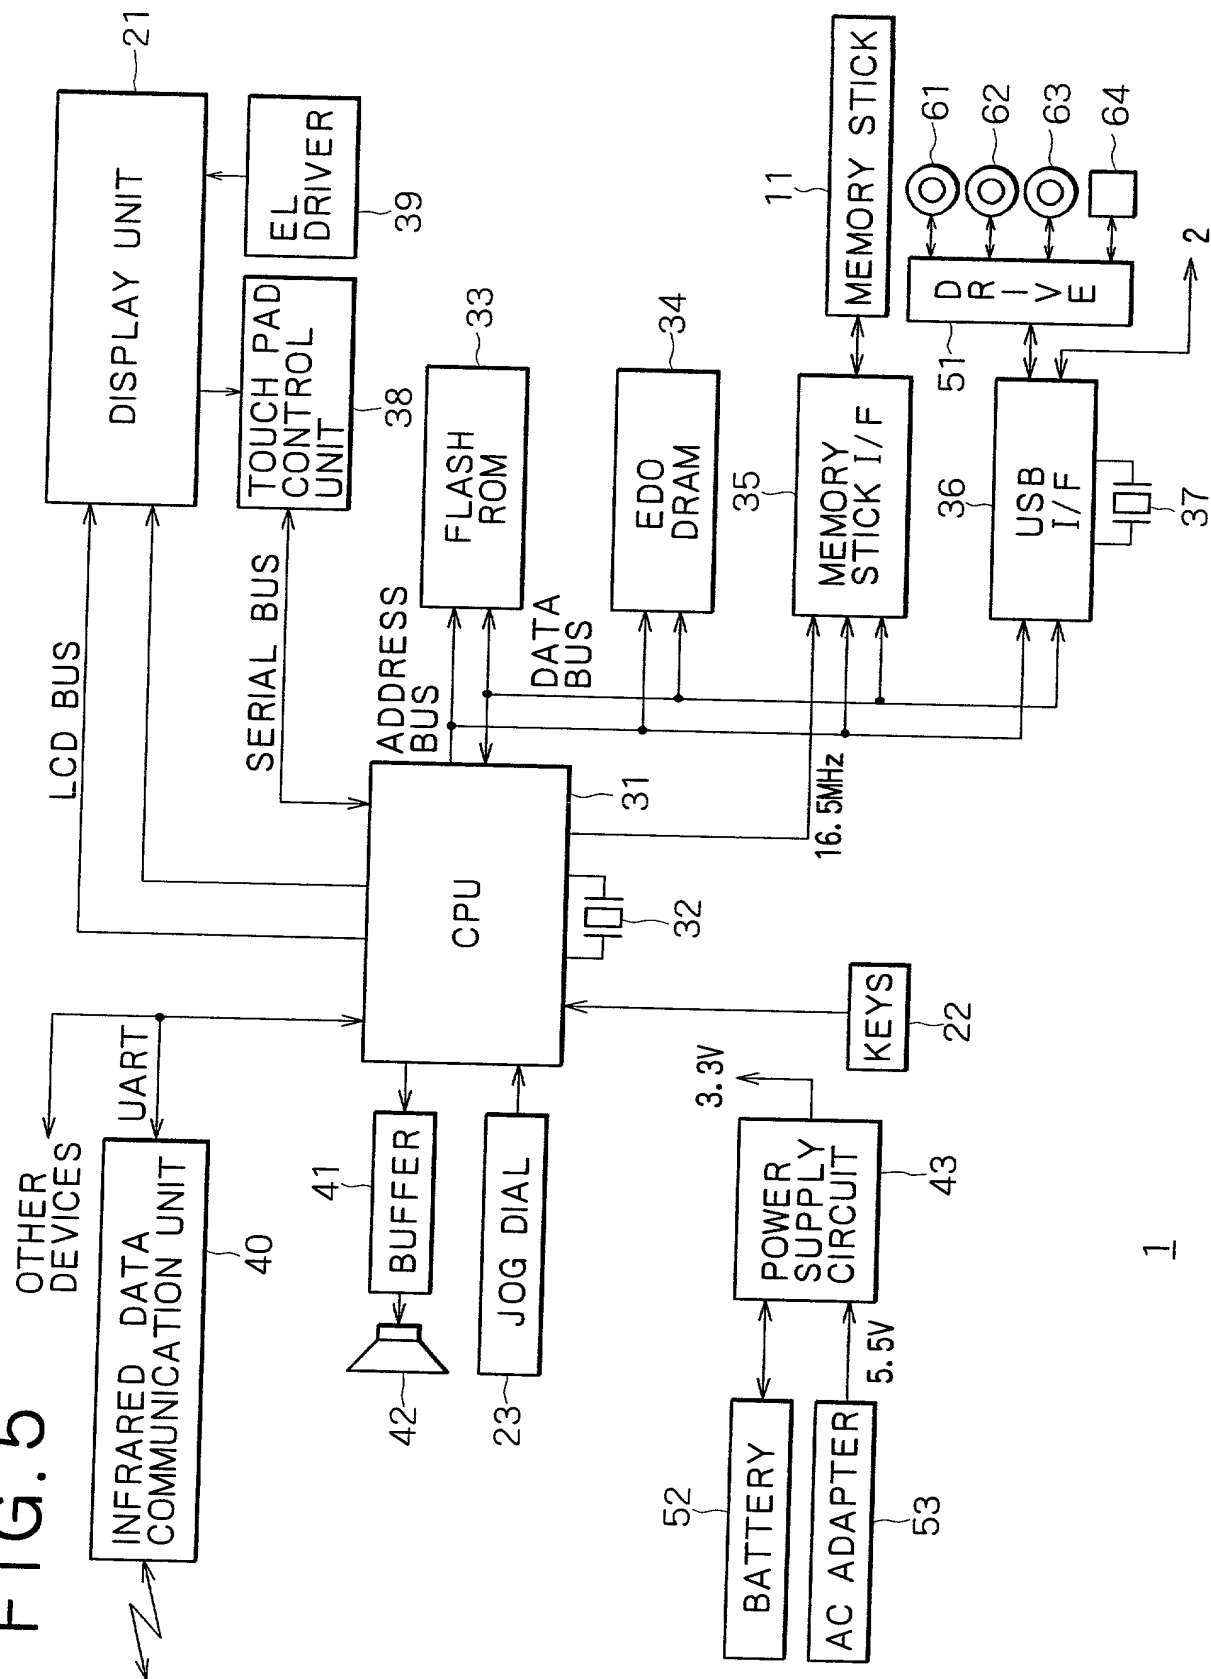 FIG.5
INFRARED DATA
COMMUNICATION UNIT
40
OTHER
DEVICES
UART
LCD BUS
DISPLAY UNIT
21
SERIAL BUS
TOUCH PAD
CONTROL
UNIT
38
EL
DRIVER
39
41
BUFFER
42
JOG DIAL
23
CPU
31
32
ADDRESS
BUS
DATA
BUS
FLASH
ROM
33
EDO
DRAM
34
16.5MHz
35
MEMORY
STICK I/F
11
MEMORY STICK
36
USB
I/F
37
51
DRIVE
61
62
63
64
2
KEYS
22
3.3V
POWER
SUPPLY
CIRCUIT
43
5.5V
52
BATTERY
AC ADAPTER
53
1